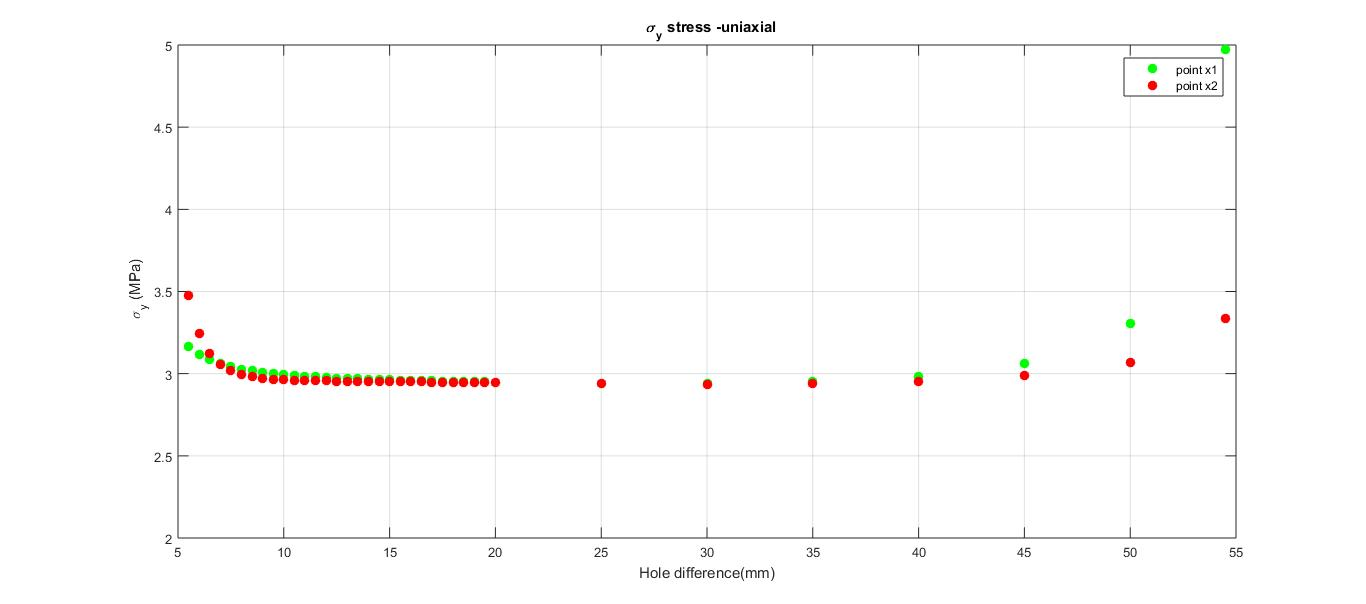 σy stress -uniaxial
5
4.5
4
3.5
3
2.5
2
σy (MPa)
point x1
point x2
5 10 15 20 25 30 35 40 45 50 55
Hole difference(mm)